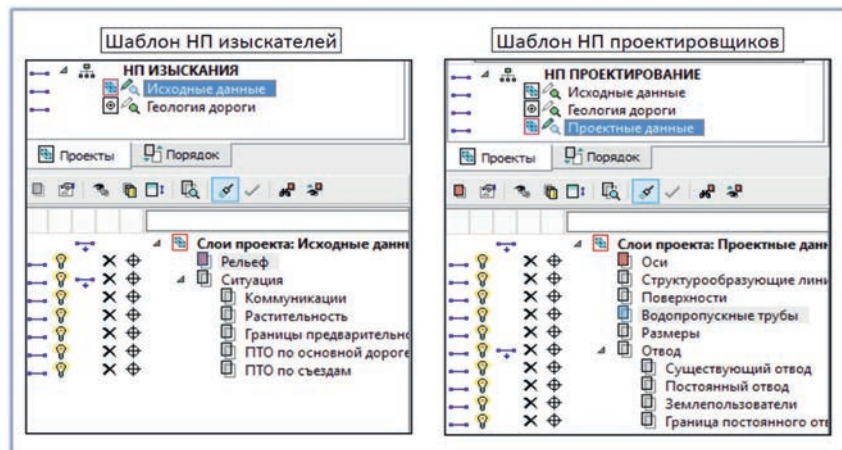 Шаблон НП изыскателей
НП ИЗЫСКАНИЯ
Исходные данные
Геология дороги
Проекты
Порядок
Слои проекта: Исходные данн
Рельеф
Ситуация
Коммуникации
Растительность
Границы предварительно
ПТО по основной дороге
ПТО по съездам
Шаблон НП проектировщиков
НП ПРОЕКТИРОВАНИЕ
Исходные данные
Геология дороги
Проектные данные
Проекты
Порядок
Слои проекта: Проектные данн
Оси
Структурообразующие лини
Поверхности
Водопропускные трубы
Размеры
Отвод
Существующий отвод
Постоянный отвод
Землепользователи
Граница постоянного отв